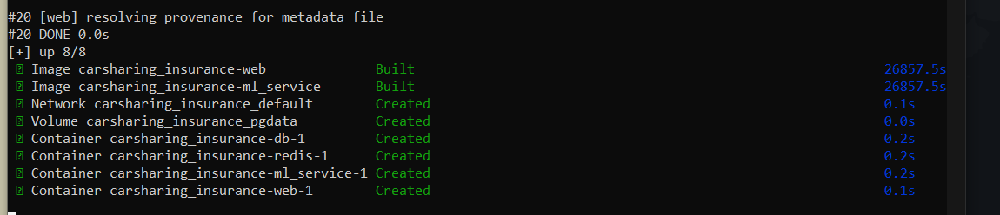 #20 [web] resolving provenance for metadata file
#20 DONE 0.0s
[+] up 8/8
Image carsharing_insurance-web Built 26857.5s
Image carsharing_insurance-ml_service Built 26857.5s
Network carsharing_insurance_default Created 0.1s
Volume carsharing_insurance_pgdata Created 0.0s
Container carsharing_insurance-db-1 Created 0.2s
Container carsharing_insurance-redis-1 Created 0.2s
Container carsharing_insurance-ml_service-1 Created 0.2s
Container carsharing_insurance-web-1 Created 0.1s